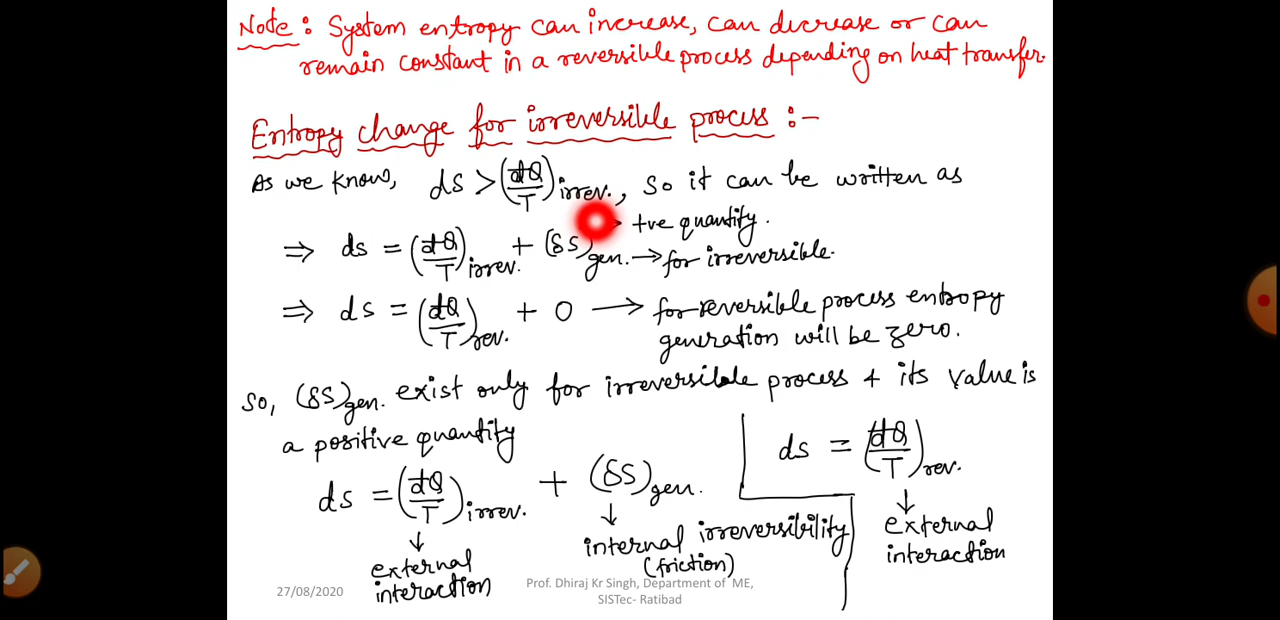 Note: System entropy can increase, can decrease or can
remain constant in a reversible process depending on heat transfer.
Entropy change for irreversible process :-
As we know, ds > (đQ/T)irrev., so it can be written as
→ +ve quantity.
⇒ ds = (đQ/T)irrev. + (δS)gen. → for irreversible.
⇒ ds = (đQ/T)rev. + 0 → for reversible process entropy
generation will be zero.
So, (δS)gen. exist only for irreversible process + its value is
a positive quantity
ds = (đQ/T)irrev. + (δS)gen.
↓ external
interaction
↓ internal irreversibility
(friction)
ds = (đQ/T)rev.
↓ external
interaction
27/08/2020
Prof. Dhiraj Kr Singh, Department of ME,
SISTec- Ratibad